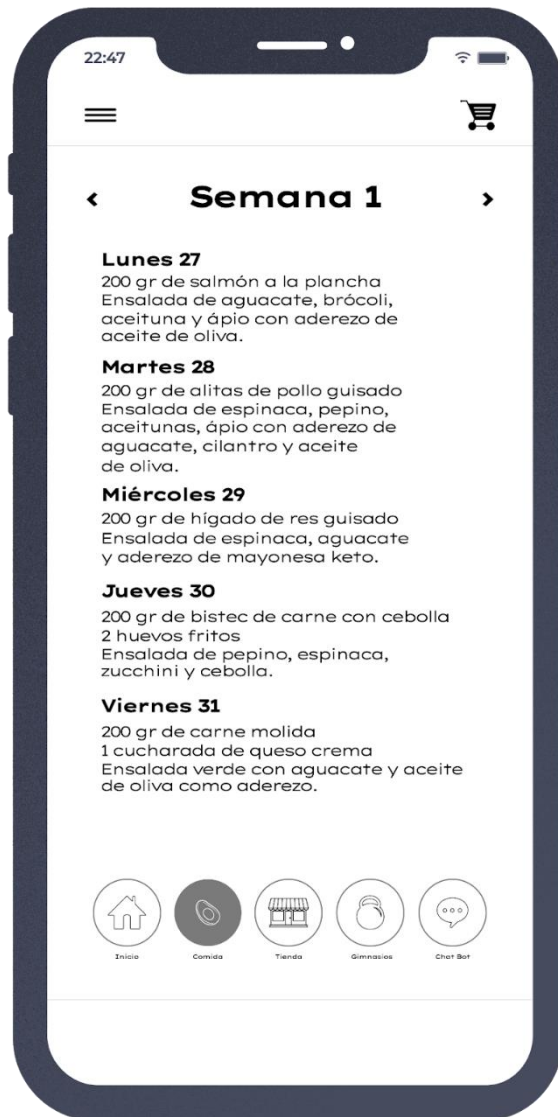 22:47
Semana 1
Lunes 27
200 gr de salmón a la plancha
Ensalada de aguacate, brócoli,
aceituna y ápio con aderezo de
aceite de oliva.
Martes 28
200 gr de alitas de pollo guisado
Ensalada de espinaca, pepino,
aceitunas, ápio con aderezo de
aguacate, cilantro y aceite
de oliva.
Miércoles 29
200 gr de hígado de res guisado
Ensalada de espinaca, aguacate
y aderezo de mayonesa keto.
Jueves 30
200 gr de bistec de carne con cebolla
2 huevos fritos
Ensalada de pepino, espinaca,
zucchini y cebolla.
Viernes 31
200 gr de carne molida
1 cucharada de queso crema
Ensalada verde con aguacate y aceite
de oliva como aderezo.
Inicio Comida Tienda Gimnasios Chat Bot